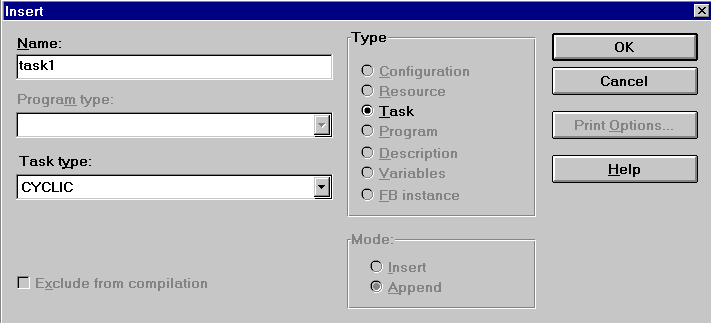 Insert
Name:
task1
Program type:
Task type:
CYCLIC
Exclude from compilation
Type
Configuration
Resource
Task
Program
Description
Variables
FB instance
Mode:
Insert
Append
OK
Cancel
Print Options...
Help